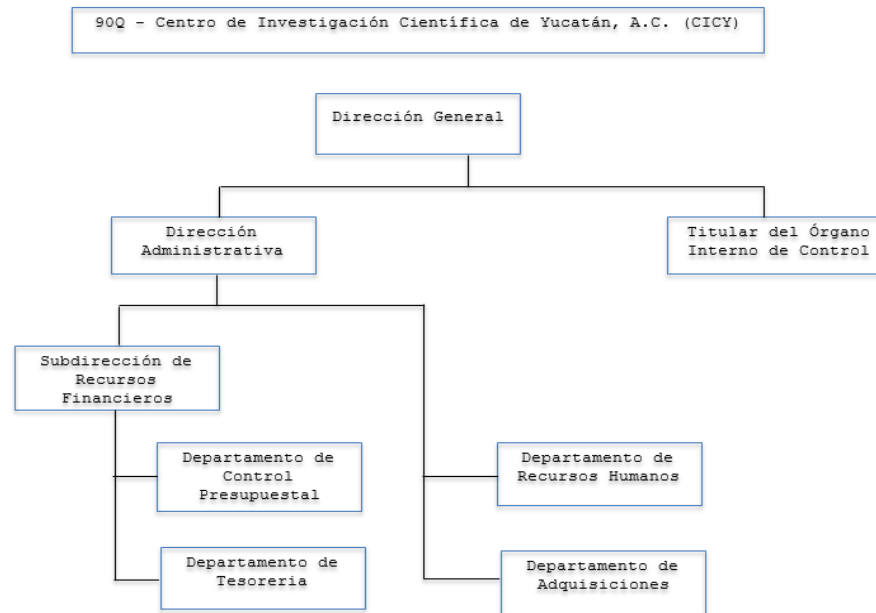 90Q – Centro de Investigación Científica de Yucatán, A.C. (CICY)
Dirección General
Dirección
Administrativa
Titular del Órgano
Interno de Control
Subdirección de
Recursos
Financieros
Departamento de
Control
Presupuestal
Departamento de
Recursos Humanos
Departamento de
Tesoreria
Departamento de
Adquisiciones